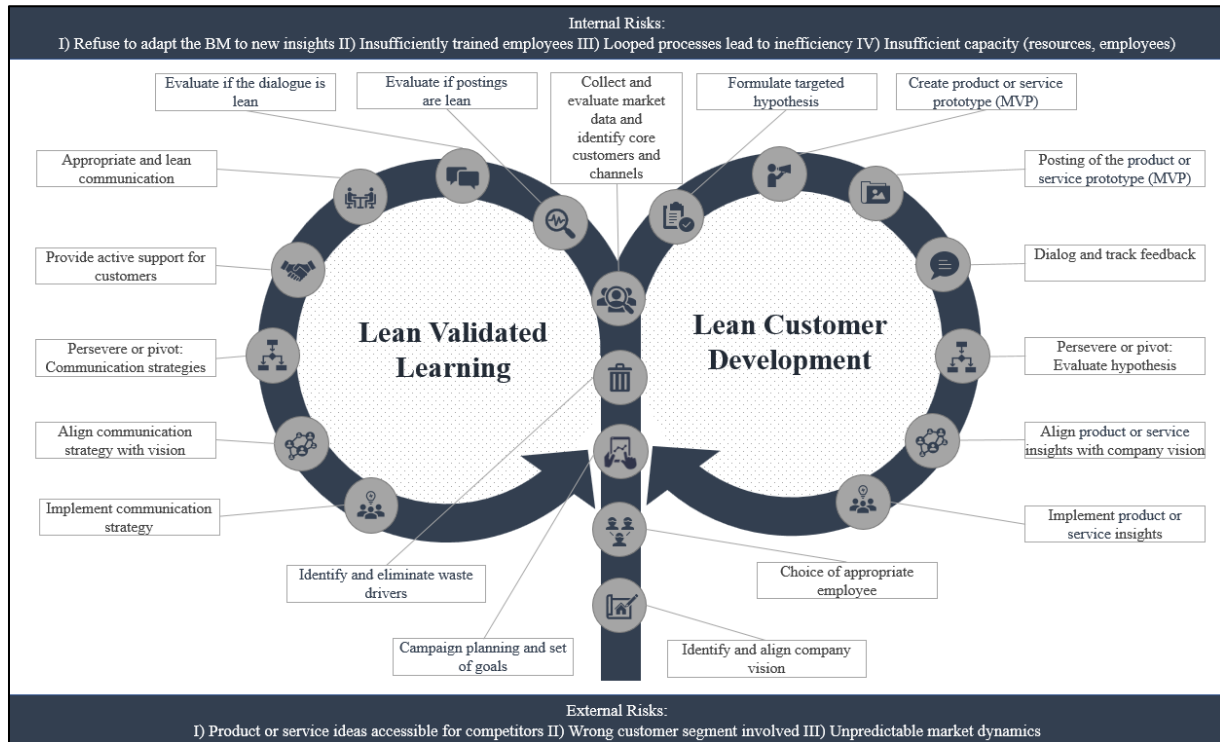 Internal Risks:
I) Refuse to adapt the BM to new insights II) Insufficiently trained employees III) Looped processes lead to inefficiency IV) Insufficient capacity (resources, employees)
Evaluate if the dialogue is
lean
Evaluate if postings are
lean
Collect and
evaluate market
data and
identify core
customers and
channels
Formulate targeted
hypothesis
Create product or service
prototype (MVP)
Appropriate and lean
communication
Posting of the product or
service prototype (MVP)
Provide active support for
customers
Dialog and track feedback
Lean Validated
Learning
Lean Customer
Development
Persevere or pivot:
Communication strategies
Persevere or pivot:
Evaluate hypothesis
Align communication
strategy with vision
Align product or service
insights with company vision
Implement communication
strategy
Implement product or
service insights
Identify and eliminate waste
drivers
Choice of appropriate
employee
Campaign planning and set
of goals
Identify and align company
vision
External Risks:
I) Product or service ideas accessible for competitors II) Wrong customer segment involved III) Unpredictable market dynamics